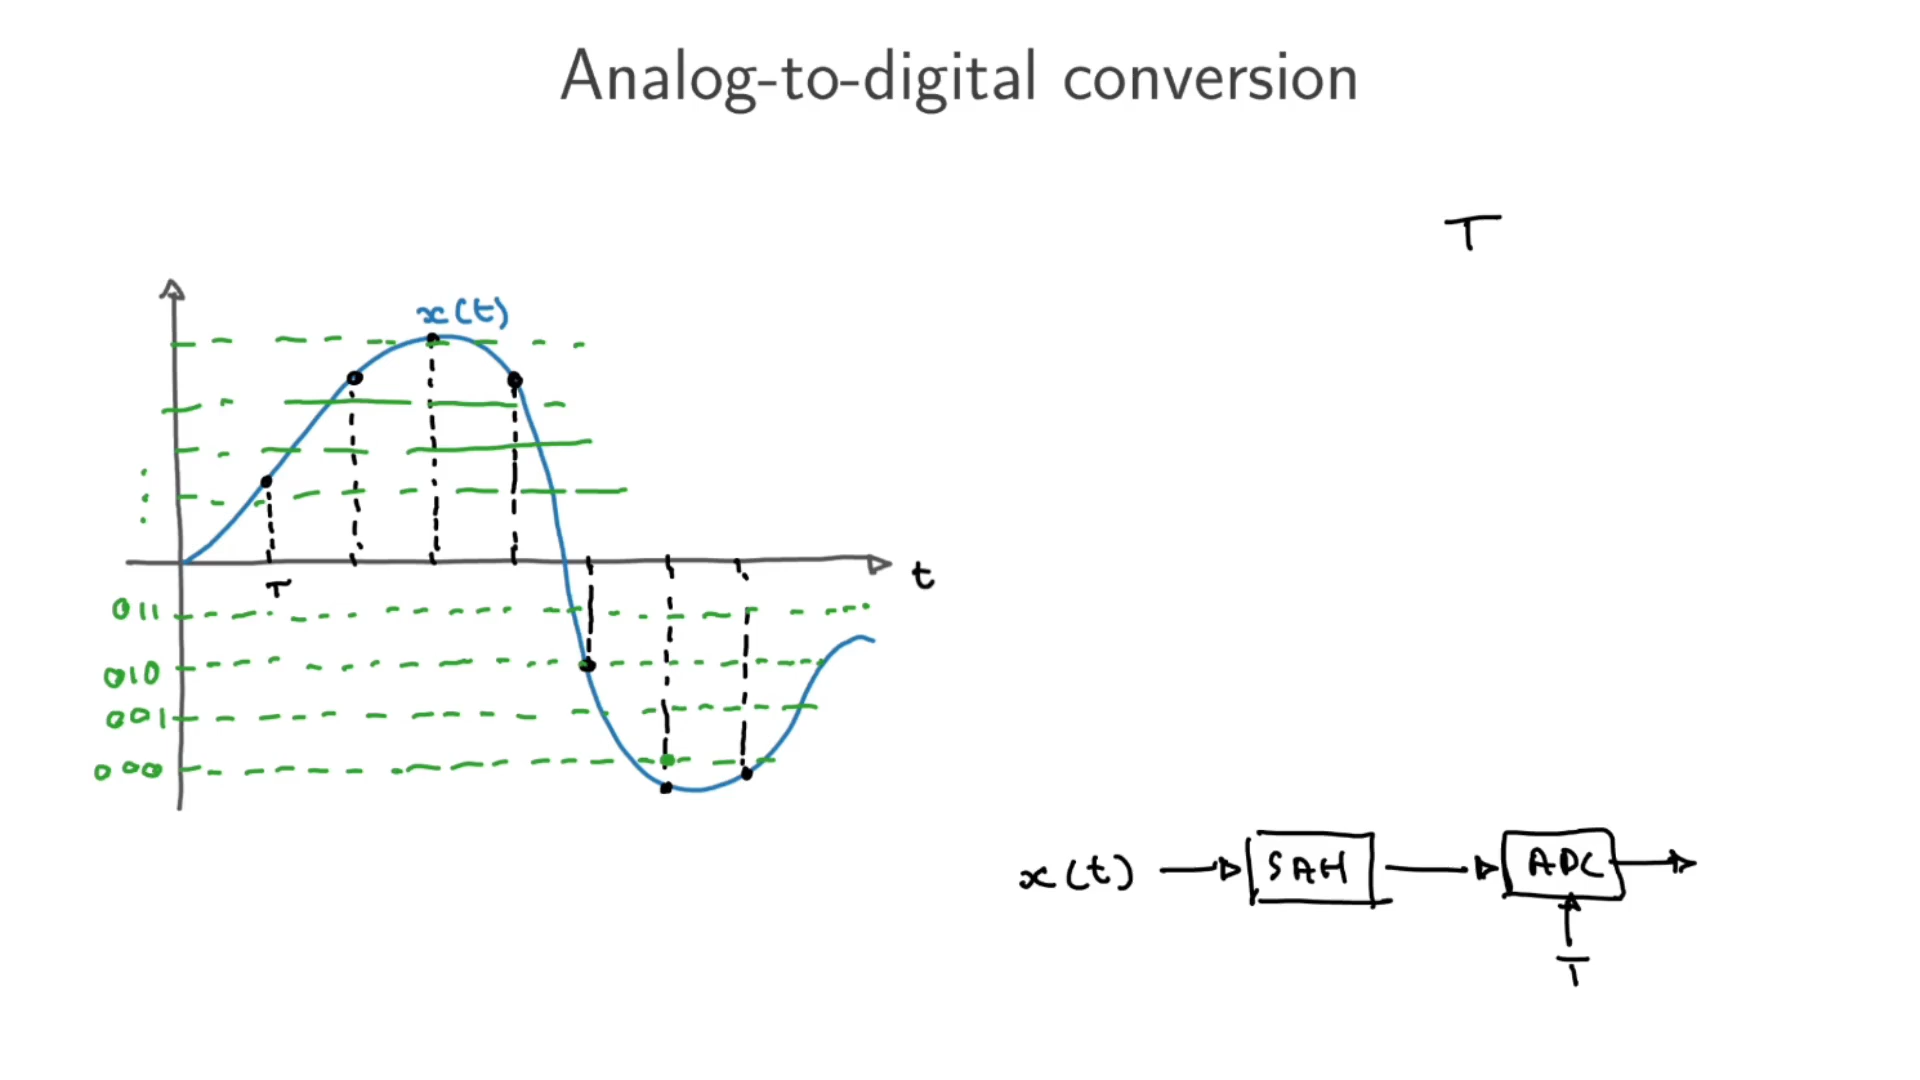 Analog-to-digital conversion
T
x(t)
t
T
011
010
001
000
x(t) SAH ADC
T